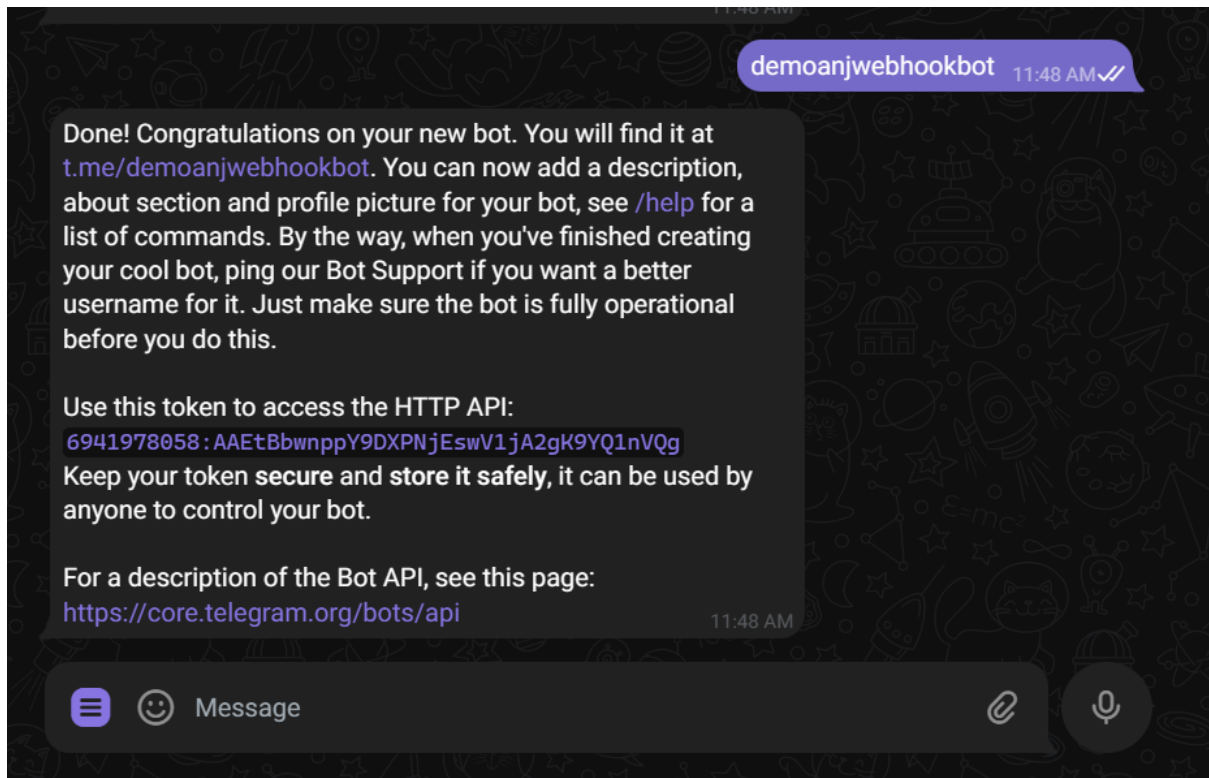 11:48 AM
demoanjwebhookbot 11:48 AM
Done! Congratulations on your new bot. You will find it at
t.me/demoanjwebhookbot. You can now add a description,
about section and profile picture for your bot, see /help for a
list of commands. By the way, when you've finished creating
your cool bot, ping our Bot Support if you want a better
username for it. Just make sure the bot is fully operational
before you do this.
Use this token to access the HTTP API:
6941978058:AAEtBbwnppY9DXPNjEswV1jA2gK9YQ1nVQg
Keep your token secure and store it safely, it can be used by
anyone to control your bot.
For a description of the Bot API, see this page:
https://core.telegram.org/bots/api
11:48 AM
E=mc²
Message